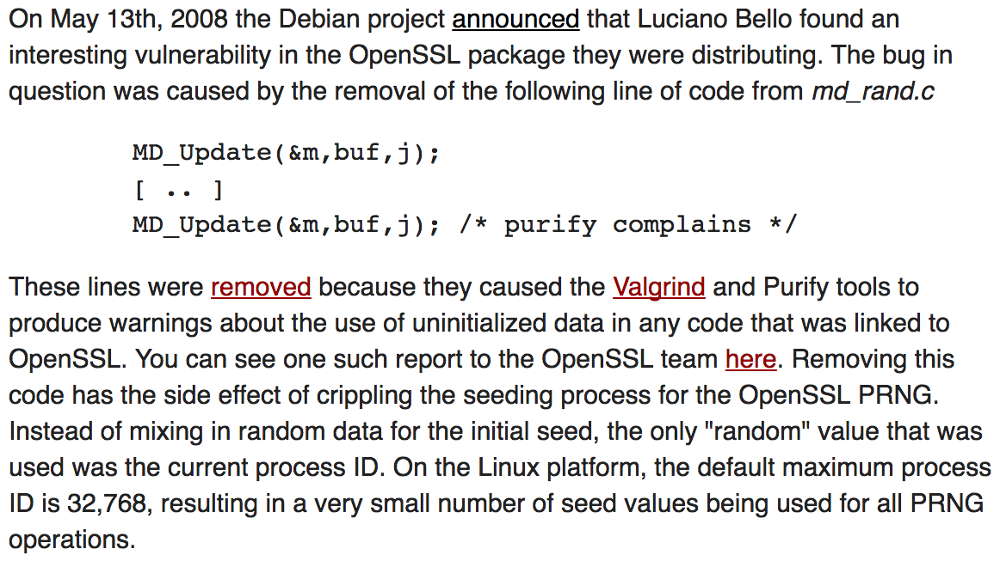 On May 13th, 2008 the Debian project announced that Luciano Bello found an
interesting vulnerability in the OpenSSL package they were distributing. The bug in
question was caused by the removal of the following line of code from md_rand.c
MD_Update(&m,buf,j);
[ .. ]
MD_Update(&m,buf,j); /* purify complains */
These lines were removed because they caused the Valgrind and Purify tools to
produce warnings about the use of uninitialized data in any code that was linked to
OpenSSL. You can see one such report to the OpenSSL team here. Removing this
code has the side effect of crippling the seeding process for the OpenSSL PRNG.
Instead of mixing in random data for the initial seed, the only "random" value that was
used was the current process ID. On the Linux platform, the default maximum process
ID is 32,768, resulting in a very small number of seed values being used for all PRNG
operations.